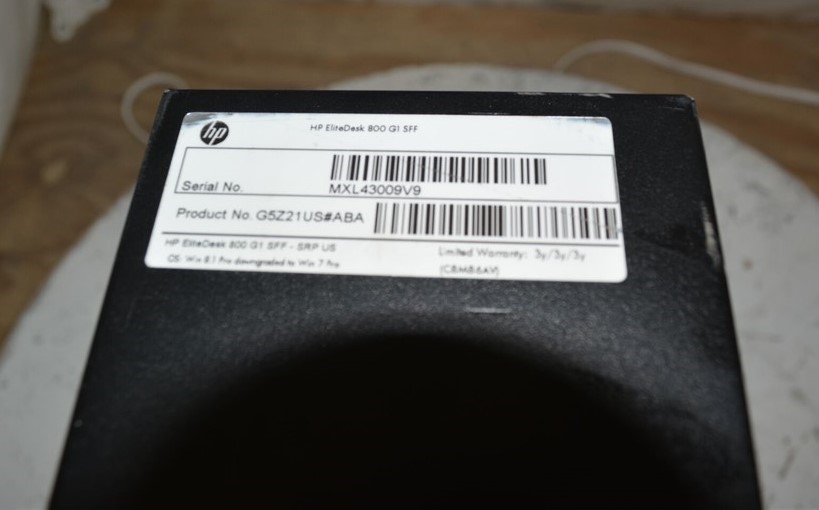 hp
HP EliteDesk 800 G1 SFF
Serial No.
MXL43009V9
Product No. G5Z21US#ABA
HP EliteDesk 800 G1 SFF - SRP US
OS: Win 8.1 Pro downgraded to Win 7 Pro
Limited Warranty: 3y/3y/3y